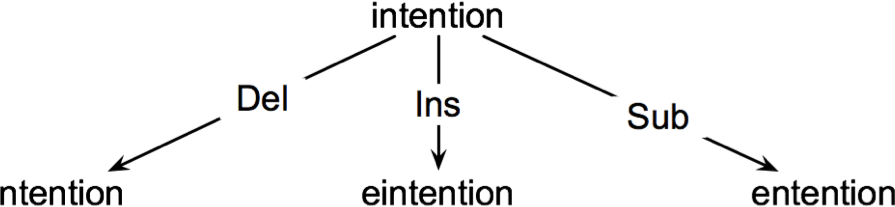 intention
Del
Ins
Sub
ntention
eintention
entention